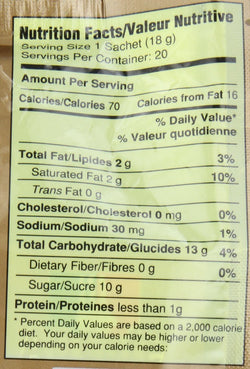 Nutrition Facts/Valeur Nutritive
Serving Size 1 Sachet (18 g)
Servings Per Container: 20
Amount Per Serving
Calories/Calories 70 Calories from Fat 16
% Daily Value*
% Valeur quotidienne
Total Fat/Lipides 2 g 3%
Saturated Fat 2 g 10%
Trans Fat 0 g
Cholesterol/Cholesterol 0 mg 0%
Sodium/Sodium 30 mg 1%
Total Carbohydrate/Glucides 13 g 4%
Dietary Fiber/Fibres 0 g 0%
Sugar/Sucre 10 g
Protein/Proteines less than 1g
* Percent Daily Values are based on a 2,000 calorie
diet. Your daily values may be higher or lower
depending on your calorie needs: